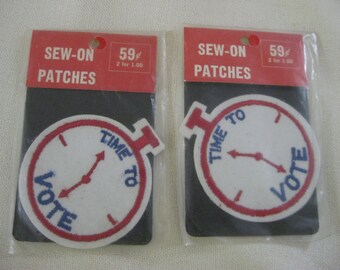 SEW-ON
PATCHES
59¢
2 for 1.00
TIME TO
VOTE
SEW-ON
PATCHES
59¢
2 for 1.00
TIME TO
VOTE